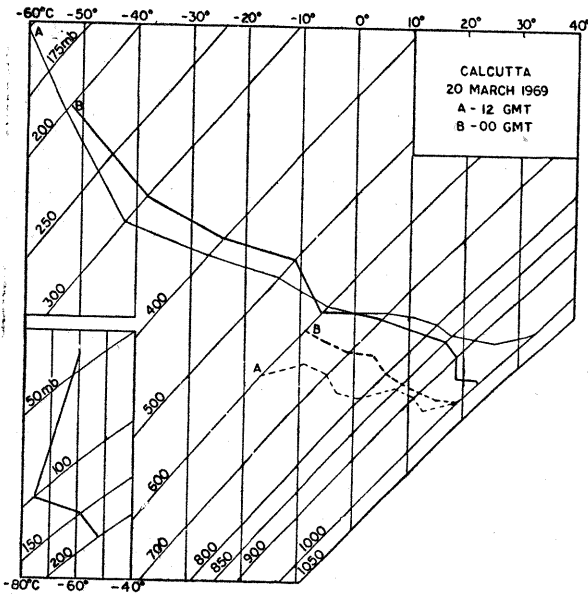 -60°C -50° -40° -30° -20° -10° 0° 10° 20° 30° 40°
A
175mb
CALCUTTA
20 MARCH 1969
A - 12 GMT
B - 00 GMT
B
200
250
300
400
B
A
50mb
500
100
600
150
200
700
800
850
900
1000
1050
-80°C -60° -40°